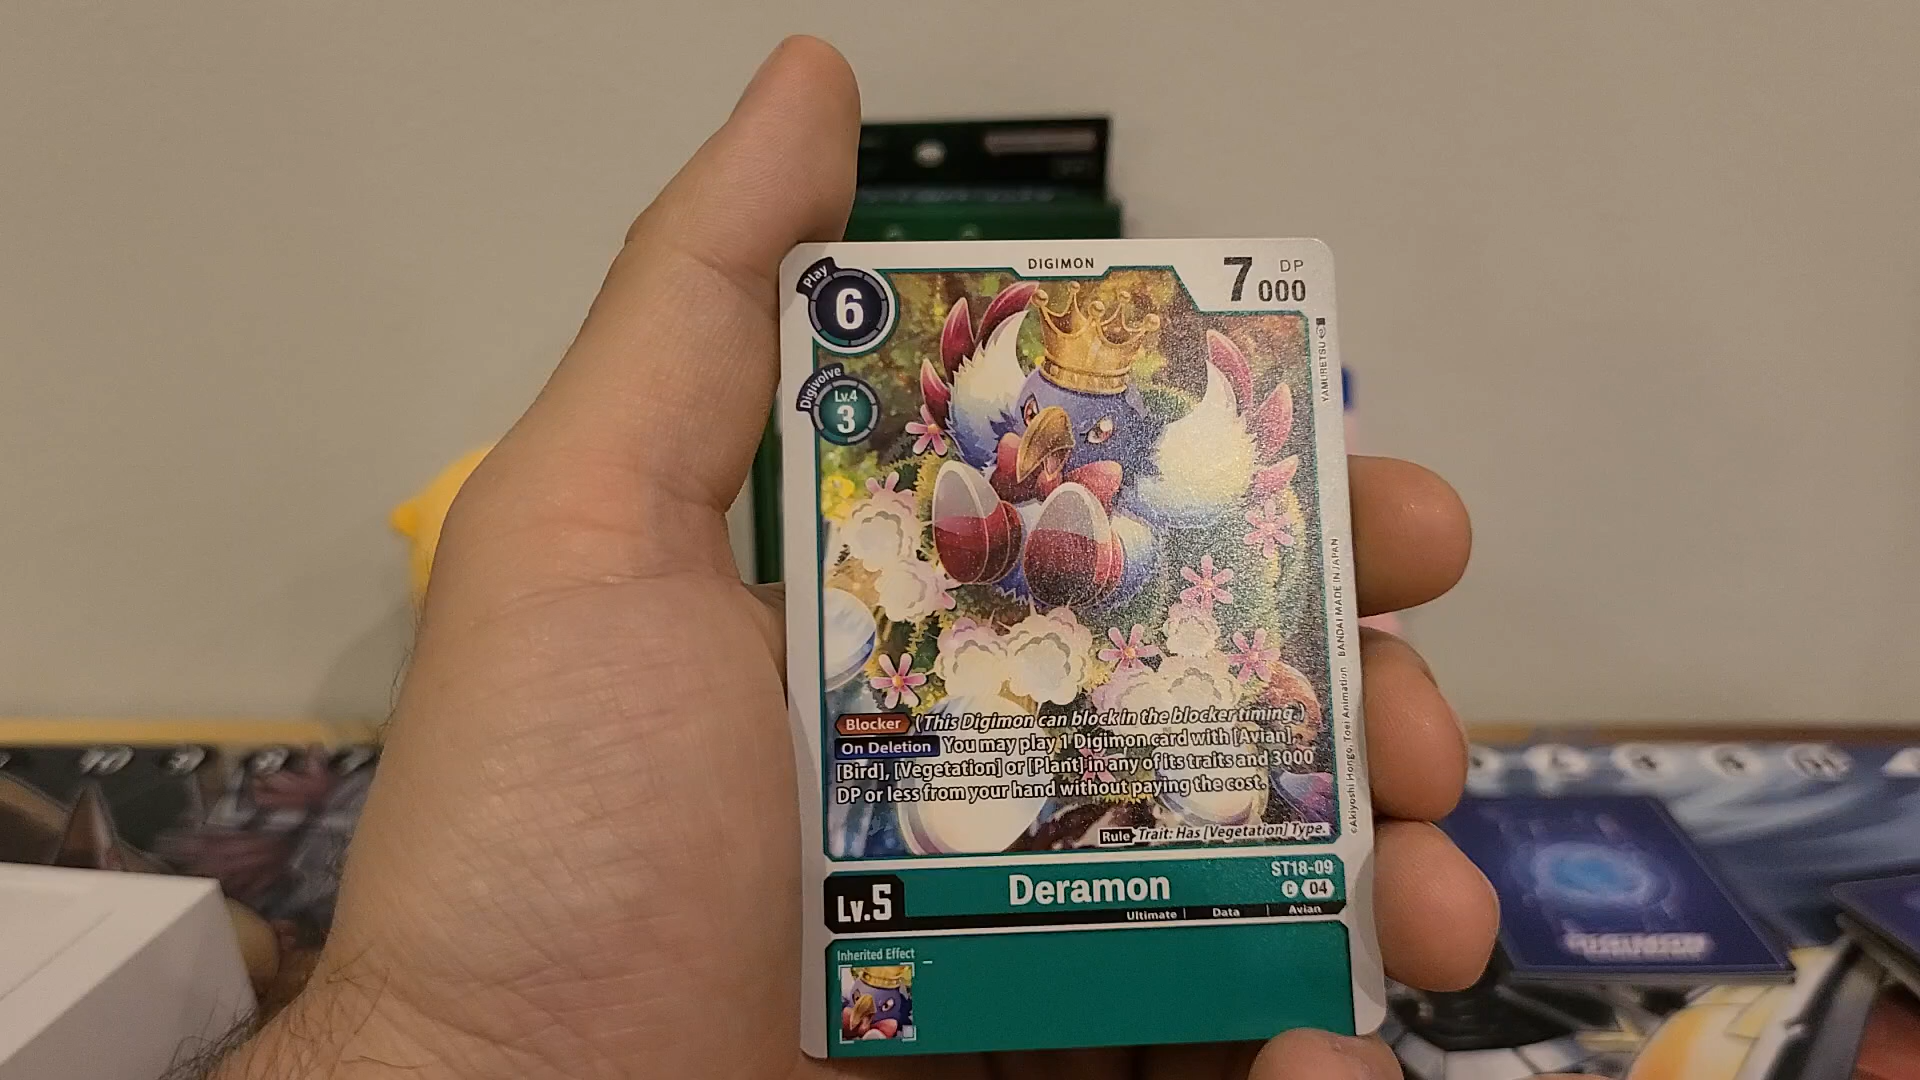 DIGIMON
Play
6
7000
DP
Digivolve
Lv.4
3
YAMURETSU
Blocker (This Digimon can block in the blocker timing.)
On Deletion You may play 1 Digimon card with [Avian],
[Bird], [Vegetation] or [Plant] in any of its traits and 3000
DP or less from your hand without paying the cost.
Rule Trait: Has [Vegetation] Type.
©Akiyoshi Hongo, Toei Animation BANDAI MADE IN JAPAN
ST18-09
Lv.5
Deramon
C 04
Ultimate | Data | Avian
Inherited Effect